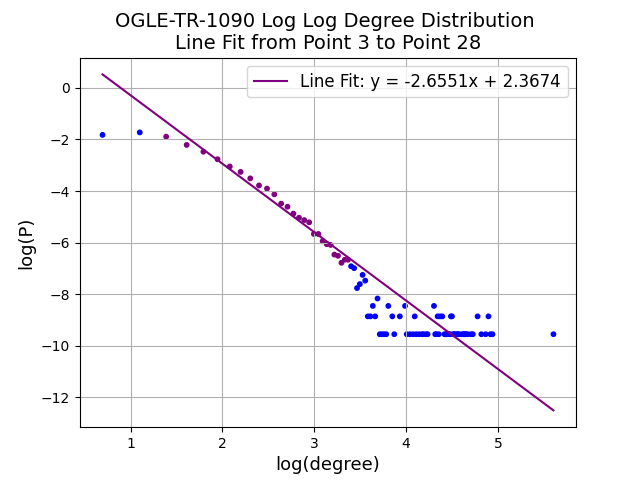 OGLE-TR-1090 Log Log Degree Distribution
Line Fit from Point 3 to Point 28
Line Fit: y = -2.6551x + 2.3674
0
−2
−4
−6
−8
−10
−12
log(P)
1 2 3 4 5
log(degree)